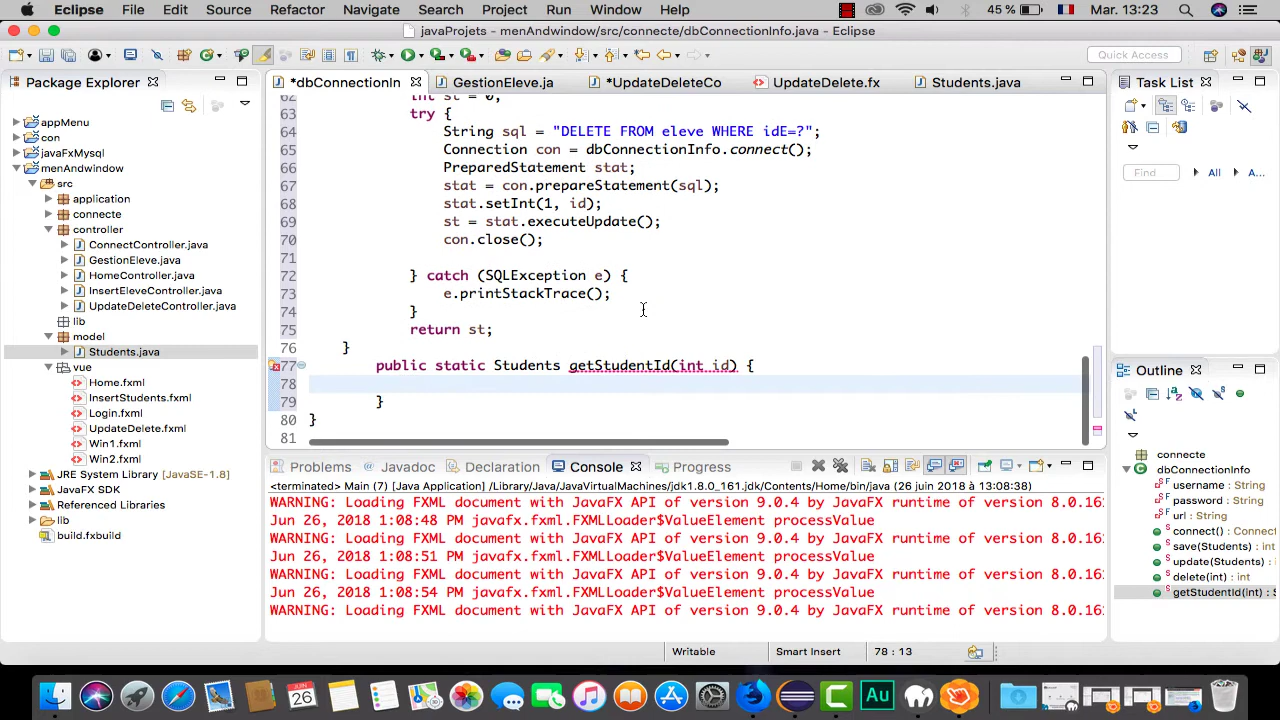 Eclipse File Edit Source Refactor Navigate Search Project Run Window Help 45 % Mar. 13:23
javaProjets - menAndwindow/src/connecte/dbConnectionInfo.java - Eclipse
Quick Access
Package Explorer
*dbConnectionIn GestionEleve.ja *UpdateDeleteCo UpdateDelete.fx Students.java
Task List
appMenu
con
javaFxMysql
menAndwindow
src
application
connecte
controller
ConnectController.java
GestionEleve.java
HomeController.java
InsertEleveController.java
UpdateDeleteController.java
lib
model
Students.java
vue
Home.fxml
InsertStudents.fxml
Login.fxml
UpdateDelete.fxml
Win1.fxml
Win2.fxml
JRE System Library [JavaSE-1.8]
JavaFX SDK
Referenced Libraries
lib
build.fxbuild
62 int st = 0;
63 try {
64 String sql = "DELETE FROM eleve WHERE idE=?";
65 Connection con = dbConnectionInfo.connect();
66 PreparedStatement stat;
67 stat = con.prepareStatement(sql);
68 stat.setInt(1, id);
69 st = stat.executeUpdate();
70 con.close();
71
72 } catch (SQLException e) {
73 e.printStackTrace();
74 }
75 return st;
76 }
77 public static Students getStudentId(int id) {
78
79 }
80 }
81
Find All A...
Outline
connecte
dbConnectionInfo
username :
password :
url :
connect() : Connect
save(Students) : int
update(Students) :
delete(int) : int
getStudentId(int) : S
Problems Javadoc Declaration Console Progress
<terminated> Main (7) [Java Application] /Library/Java/JavaVirtualMachines/jdk1.8.0_161.jdk/Contents/Home/bin/java (26 juin 2018 à 13:08:38)
WARNING: Loading FXML document with JavaFX API of version 9.0.4 by JavaFX runtime of version 8.0.161
Jun 26, 2018 1:08:48 PM javafx.fxml.FXMLLoader$ValueElement processValue
WARNING: Loading FXML document with JavaFX API of version 9.0.4 by JavaFX runtime of version 8.0.161
Jun 26, 2018 1:08:51 PM javafx.fxml.FXMLLoader$ValueElement processValue
WARNING: Loading FXML document with JavaFX API of version 9.0.4 by JavaFX runtime of version 8.0.161
Jun 26, 2018 1:08:54 PM javafx.fxml.FXMLLoader$ValueElement processValue
WARNING: Loading FXML document with JavaFX API of version 9.0.4 by JavaFX runtime of version 8.0.161
Writable Smart Insert 78 : 13
26 Au